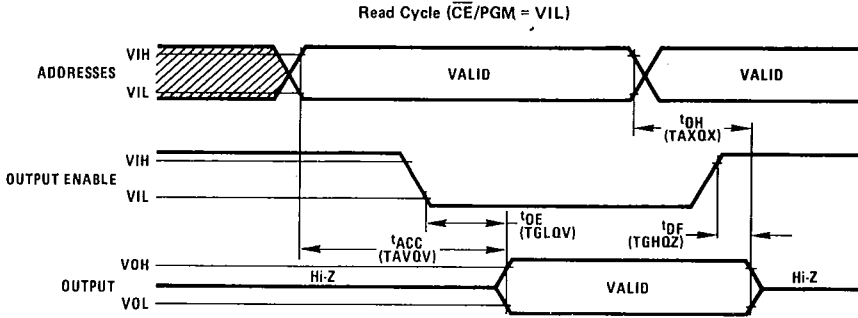 Read Cycle (CE/PGM = VIL)
VIH
ADDRESSES
VALID
VALID
VIL
tOH
(TAXQX)
VIH
OUTPUT ENABLE
VIL
tOE
(TGLQV)
tDF
(TGHQZ)
tACC
(TAVQV)
VOH
Hi-Z
Hi-Z
OUTPUT
VALID
VOL